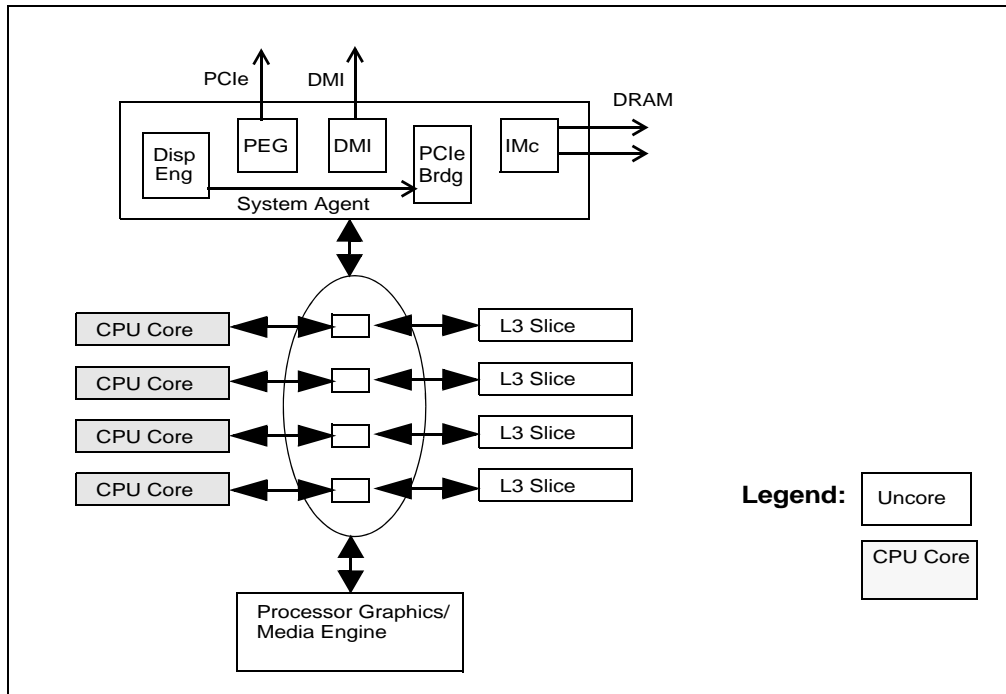 PCIe
DMI
DRAM
Disp
Eng
PEG
DMI
PCIe
Brdg
IMc
System Agent
CPU Core
L3 Slice
CPU Core
L3 Slice
CPU Core
L3 Slice
CPU Core
L3 Slice
Legend:
Uncore
CPU Core
Processor Graphics/
Media Engine